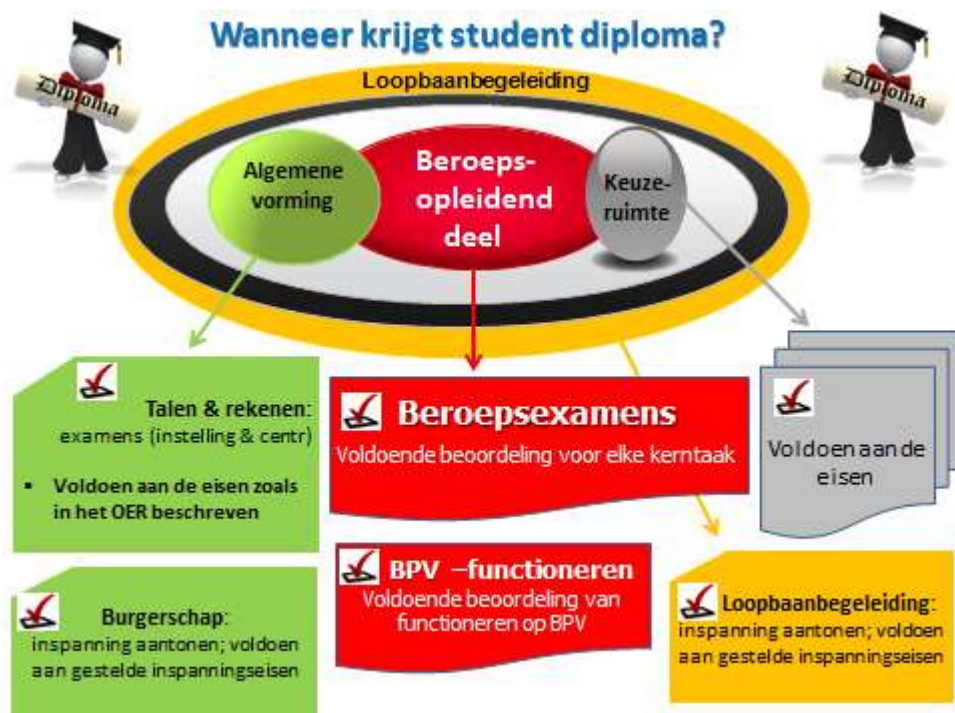 Wanneer krijgt student diploma?
Diploma
Diploma
Loopbaanbegeleiding
Algemene
vorming
Beroeps-
opleidend
deel
Keuze-
ruimte
Talen & rekenen:
examens (instelling & centr)
▪ Voldoen aan de eisen zoals
in het OER beschreven
Beroepsexamens
Voldoende beoordeling voor elke kerntaak
Voldoen aan de
eisen
Burgerschap:
inspanning aantonen; voldoen
aan gestelde inspanningseisen
BPV –functioneren
Voldoende beoordeling van
functioneren op BPV
Loopbaanbegeleiding:
inspanning aantonen; voldoen
aan gestelde inspanningseisen